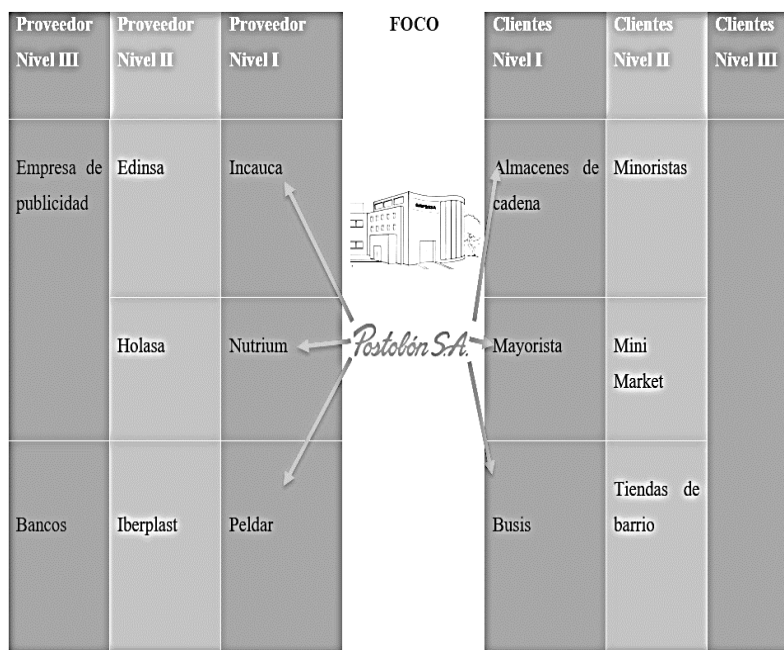 Proveedor
Nivel III
Proveedor
Nivel II
Proveedor
Nivel I
FOCO
Clientes
Nivel I
Clientes
Nivel II
Clientes
Nivel III
Empresa de
publicidad
Edinsa
Incauca
Almacenes de
cadena
Minoristas
Holasa
Nutrium
Postobón S.A.
Mayorista
Mini
Market
Bancos
Iberplast
Peldar
Busis
Tiendas de
barrio